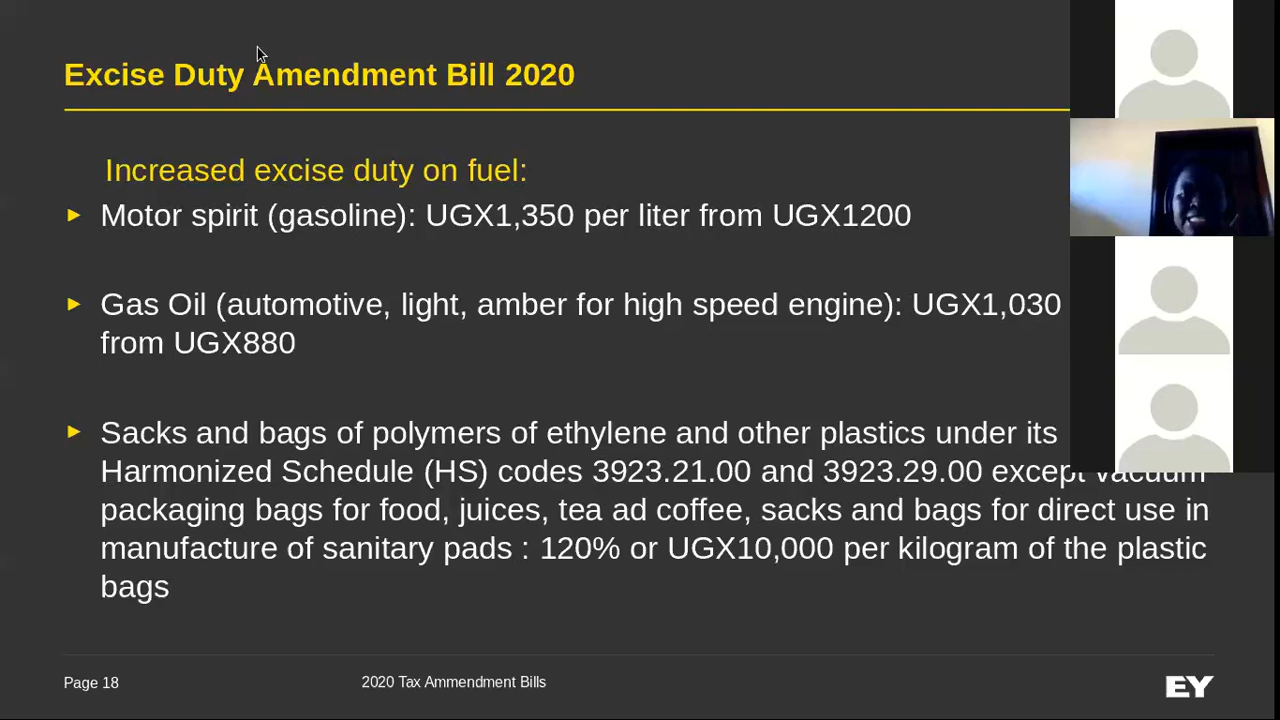 Excise Duty Amendment Bill 2020
Increased excise duty on fuel:
Motor spirit (gasoline): UGX1,350 per liter from UGX1200
Gas Oil (automotive, light, amber for high speed engine): UGX1,030
from UGX880
Sacks and bags of polymers of ethylene and other plastics under its
Harmonized Schedule (HS) codes 3923.21.00 and 3923.29.00 except vacuum
packaging bags for food, juices, tea ad coffee, sacks and bags for direct use in
manufacture of sanitary pads : 120% or UGX10,000 per kilogram of the plastic
bags
Page 18
2020 Tax Ammendment Bills
EY